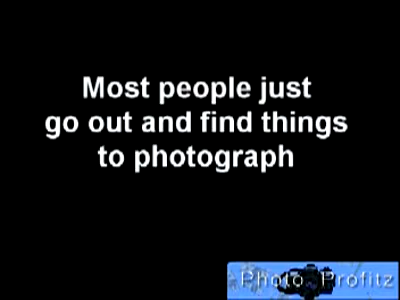 Most people just
go out and find things
to photograph
Photo Profitz